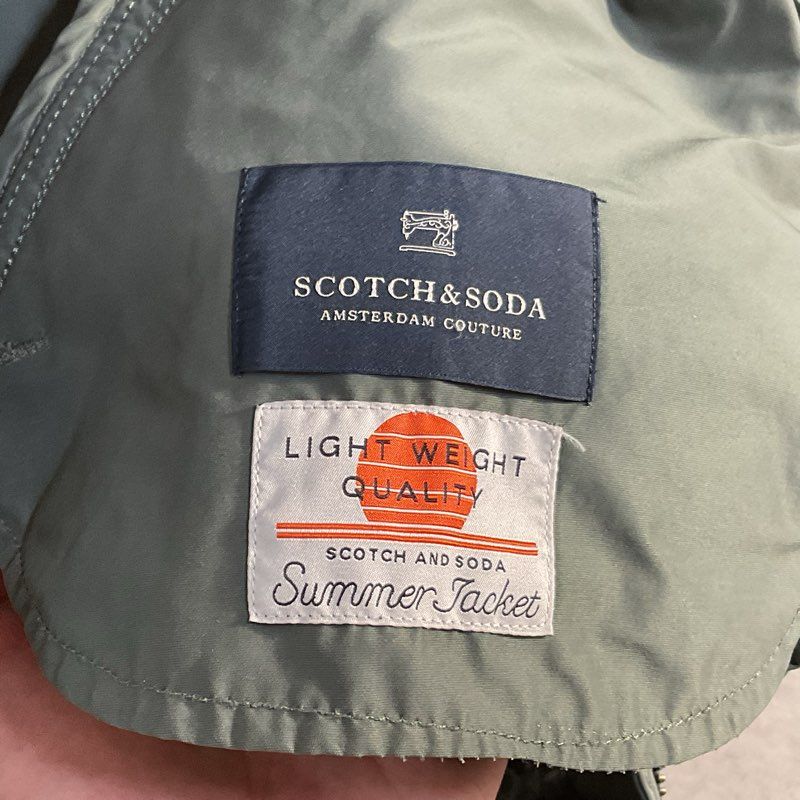 SCOTCH&SODA
AMSTERDAM COUTURE
LIGHT WEIGHT
QUALITY
SCOTCH AND SODA
Summer Jacket